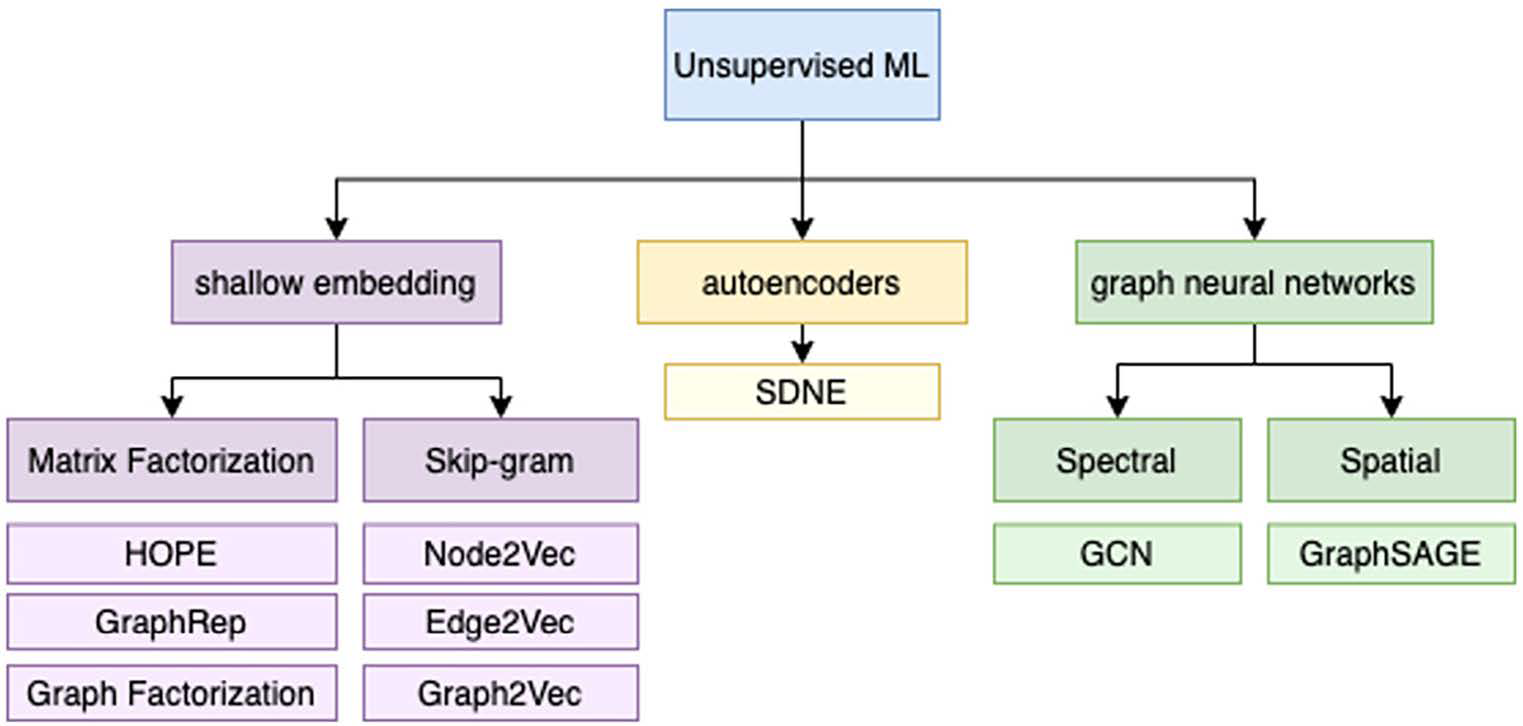 Unsupervised ML
shallow embedding
autoencoders
graph neural networks
SDNE
Matrix Factorization
Skip-gram
Spectral
Spatial
HOPE
Node2Vec
GCN
GraphSAGE
GraphRep
Edge2Vec
Graph Factorization
Graph2Vec